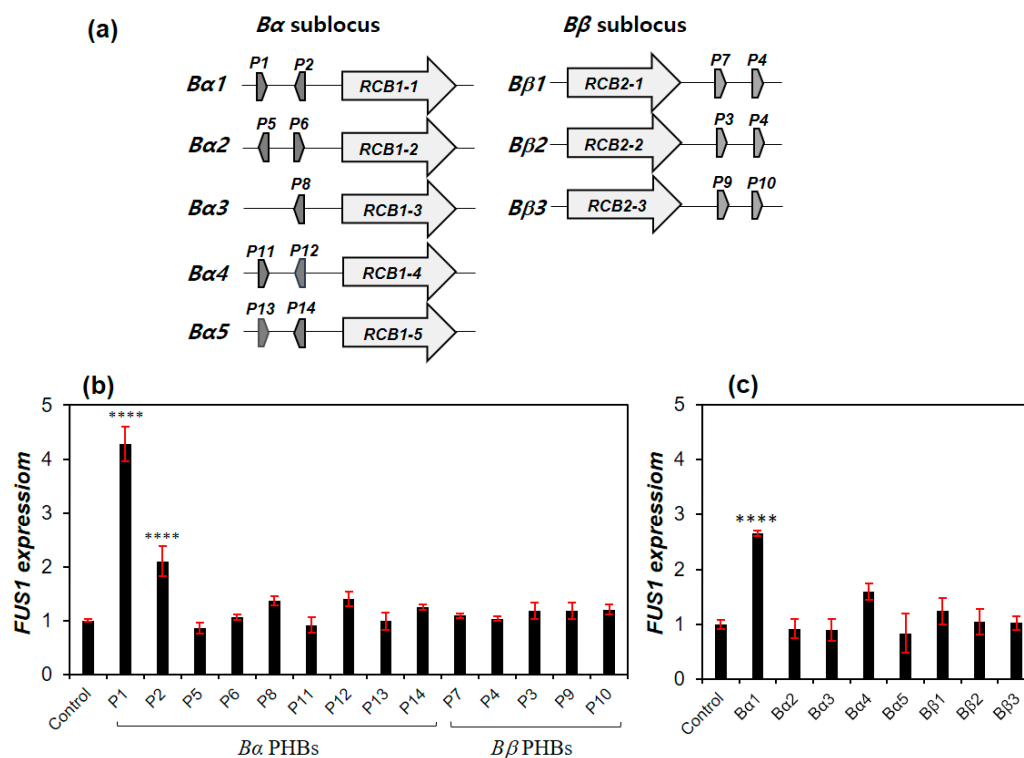 (a)
Bα sublocus
Bβ sublocus
P1 P2
Bα1
RCB1-1
P5 P6
Bα2
RCB1-2
P8
Bα3
RCB1-3
P11 P12
Bα4
RCB1-4
P13 P14
Bα5
RCB1-5
P7 P4
Bβ1
RCB2-1
P3 P4
Bβ2
RCB2-2
P9 P10
Bβ3
RCB2-3
(b)
FUS1 expressiom
5
4
3
2
1
0
****
****
Control P1 P2 P5 P6 P8 P11 P12 P13 P14 P7 P4 P3 P9 P10
Bα PHBs
Bβ PHBs
(c)
FUS1 expressiom
5
4
3
2
1
0
****
Control Bα1 Bα2 Bα3 Bα4 Bα5 Bβ1 Bβ2 Bβ3